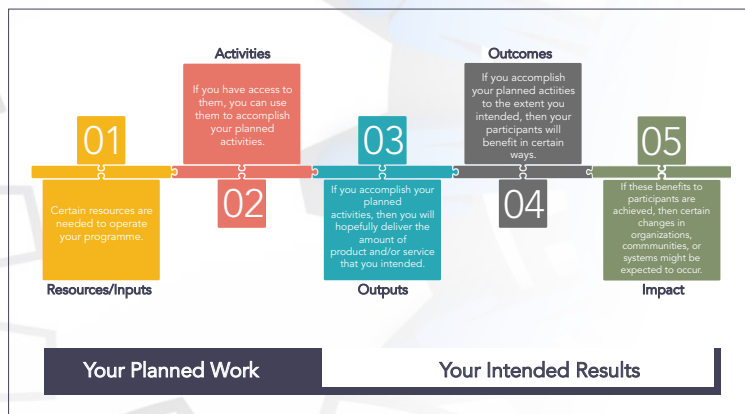 Activities
Outcomes
If you have access to
them, you can use
them to accomplish
your planned
activities.
If you accomplish
your planned actiities
to the extent you
intended, then your
participants will
benefit in certain
ways.
01
03
05
02
04
Certain resources are
needed to operate
your programme.
If you accomplish your
planned
activities, then you will
hopefully deliver the
amount of
product and/or service
that you intended.
If these benefits to
participants are
achieved, then certain
changes in
organizations,
commmunities, or
systems might be
expected to occur.
Resources/Inputs
Outputs
Impact
Your Planned Work
Your Intended Results